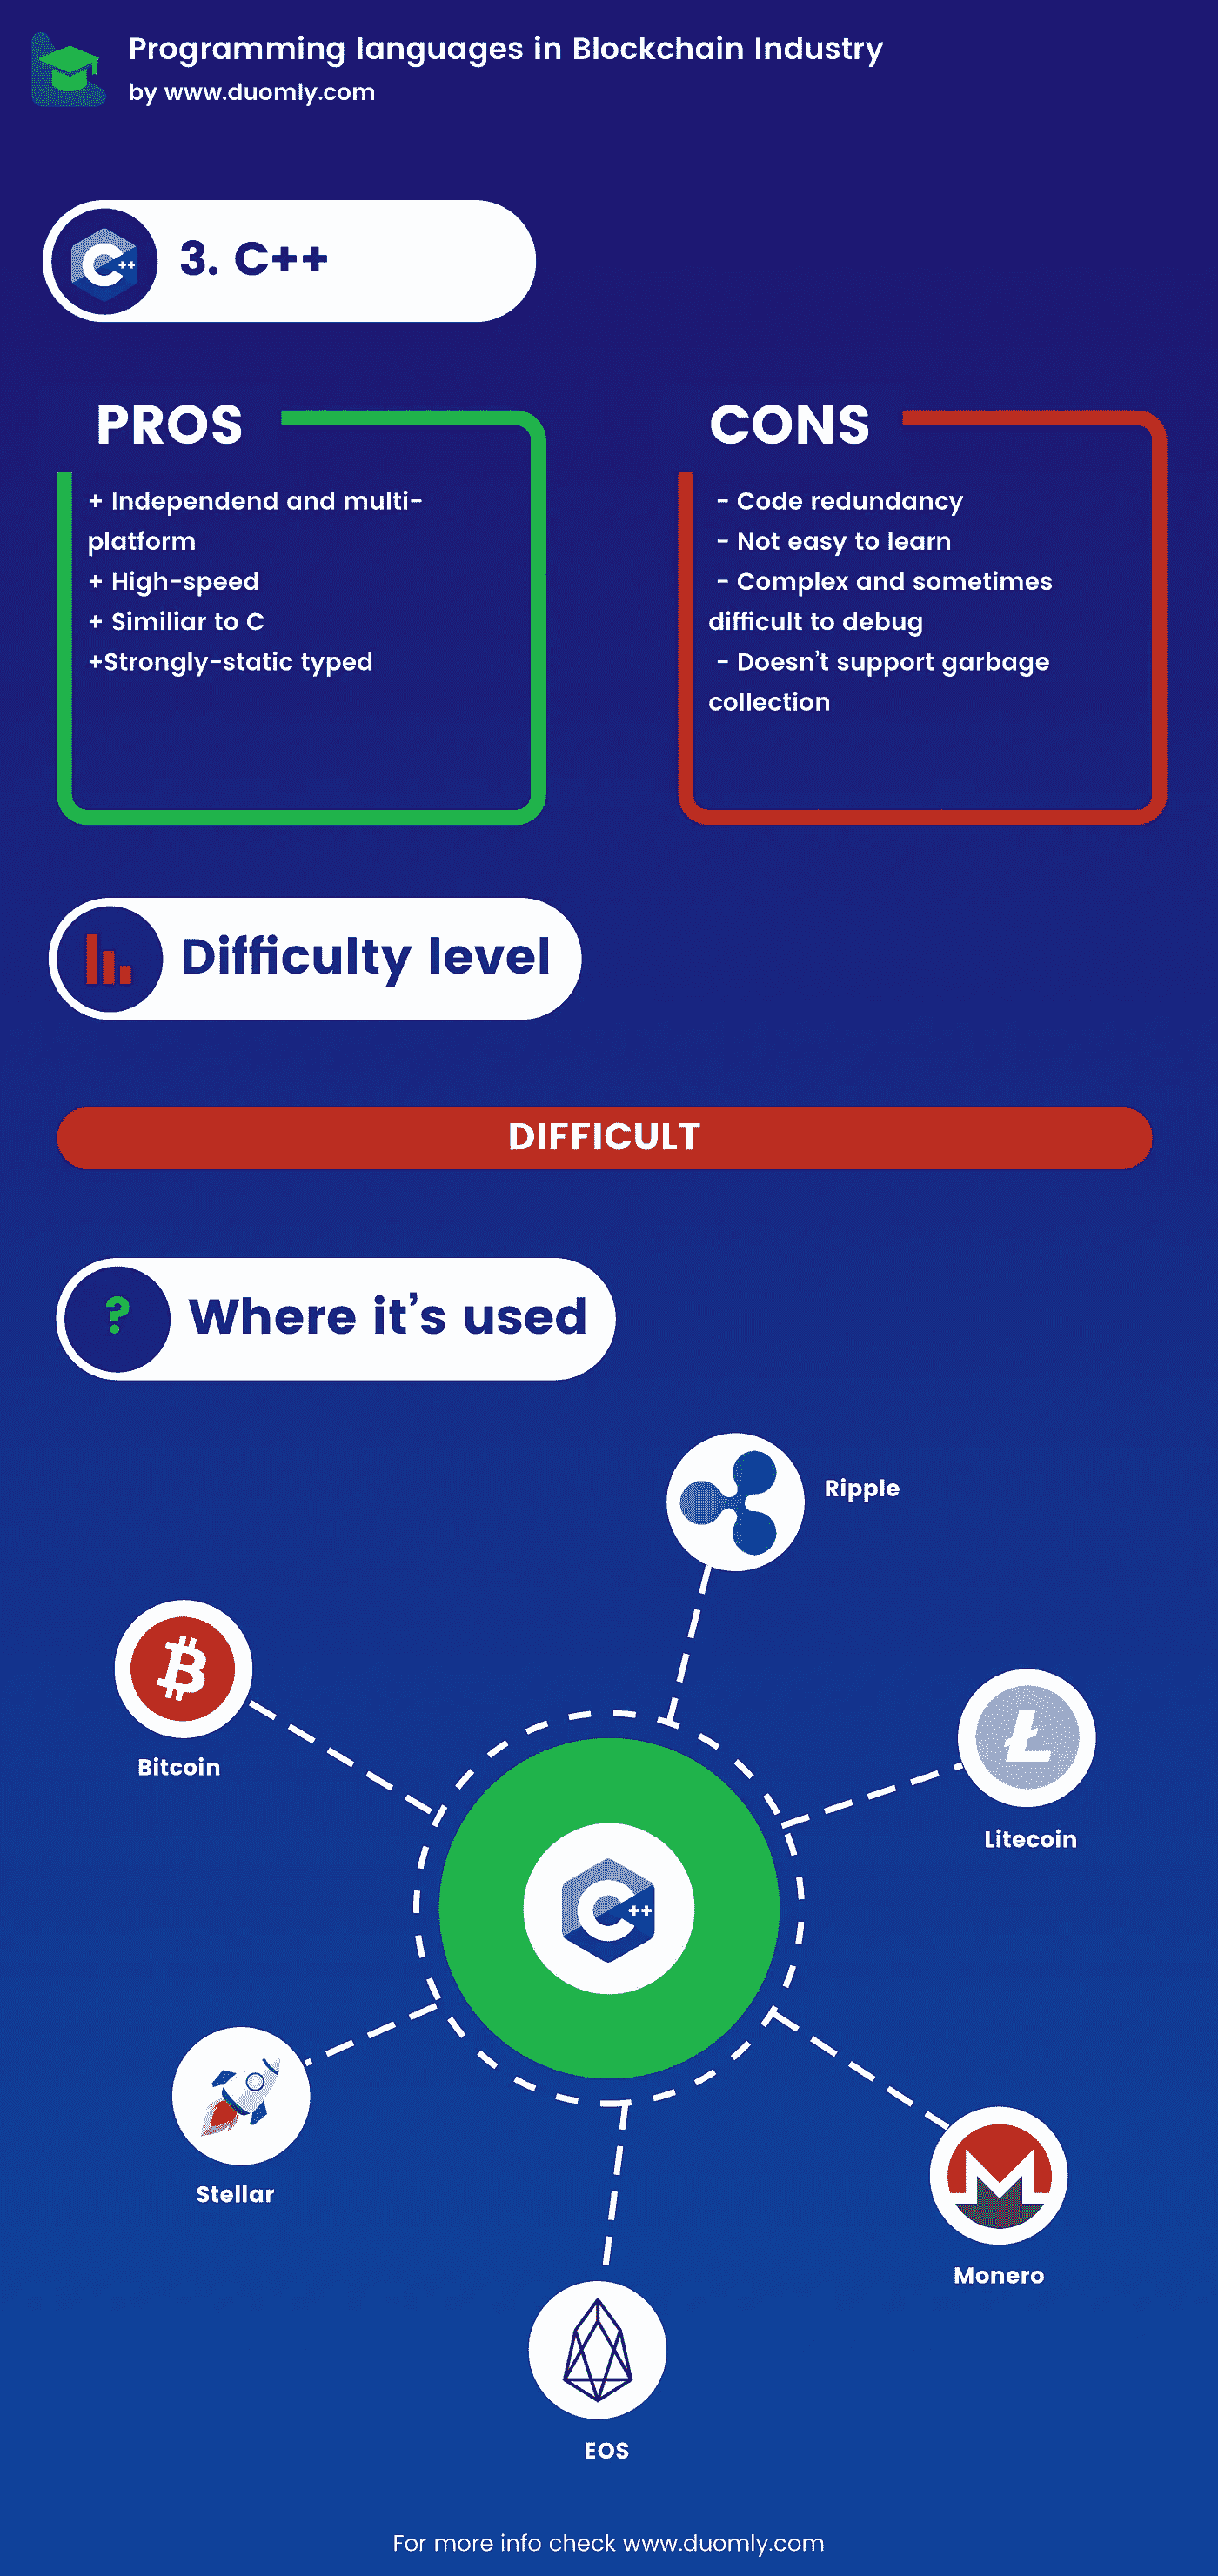 Programming languages in Blockchain Industry
by www.duomly.com
C++
3. C++
PROS
+ Independend and multi-
platform
+ High-speed
+ Similiar to C
+Strongly-static typed
CONS
- Code redundancy
- Not easy to learn
- Complex and sometimes
difficult to debug
- Doesn't support garbage
collection
Difficulty level
DIFFICULT
?
Where it's used
Ripple
Bitcoin
Litecoin
C++
Stellar
Monero
EOS
For more info check www.duomly.com